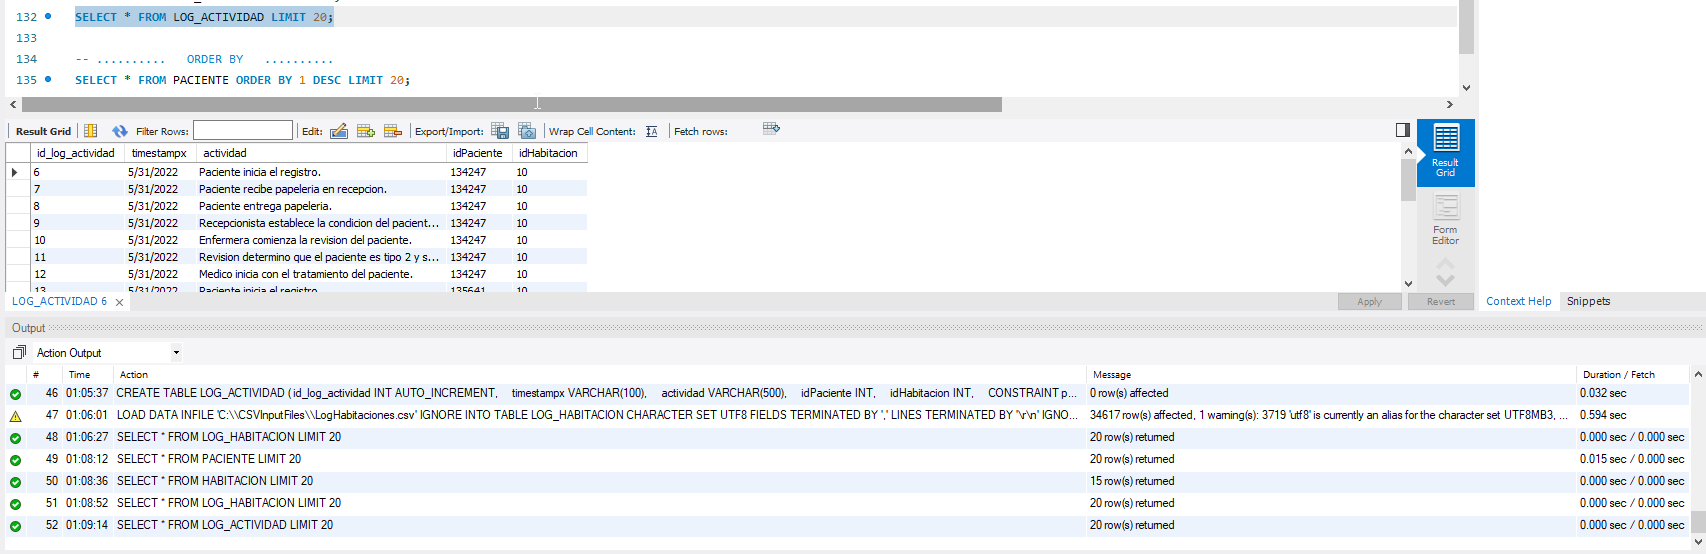 132 SELECT * FROM LOG_ACTIVIDAD LIMIT 20;
133
134 -- .......... ORDER BY ..........
135 SELECT * FROM PACIENTE ORDER BY 1 DESC LIMIT 20;
Result Grid Filter Rows: Edit: Export/Import: Wrap Cell Content: Fetch rows:
id_log_actividad timestampx actividad idPaciente idHabitacion
6 5/31/2022 Paciente inicia el registro. 134247 10
7 5/31/2022 Paciente recibe papeleria en recepcion. 134247 10
8 5/31/2022 Paciente entrega papeleria. 134247 10
9 5/31/2022 Recepcionista establece la condicion del pacient... 134247 10
10 5/31/2022 Enfermera comienza la revision del paciente. 134247 10
11 5/31/2022 Revision determino que el paciente es tipo 2 y s... 134247 10
12 5/31/2022 Medico inicia con el tratamiento del paciente. 134247 10
13 5/31/2022 Paciente inicia el registro. 135641 10
Result
Grid
Form
Editor
LOG_ACTIVIDAD 6 Apply Revert Context Help Snippets
Output
Action Output
# Time Action Message Duration / Fetch
46 01:05:37 CREATE TABLE LOG_ACTIVIDAD ( id_log_actividad INT AUTO_INCREMENT, timestampx VARCHAR(100), actividad VARCHAR(500), idPaciente INT, idHabitacion INT, CONSTRAINT p... 0 row(s) affected 0.032 sec
47 01:06:01 LOAD DATA INFILE 'C:\\CSVInputFiles\\LogHabitaciones.csv' IGNORE INTO TABLE LOG_HABITACION CHARACTER SET UTF8 FIELDS TERMINATED BY ',' LINES TERMINATED BY '\r\n' IGNO... 34617 row(s) affected, 1 warning(s): 3719 'utf8' is currently an alias for the character set UTF8MB3, ... 0.594 sec
48 01:06:27 SELECT * FROM LOG_HABITACION LIMIT 20 20 row(s) returned 0.000 sec / 0.000 sec
49 01:08:12 SELECT * FROM PACIENTE LIMIT 20 20 row(s) returned 0.015 sec / 0.000 sec
50 01:08:36 SELECT * FROM HABITACION LIMIT 20 15 row(s) returned 0.000 sec / 0.000 sec
51 01:08:52 SELECT * FROM LOG_HABITACION LIMIT 20 20 row(s) returned 0.000 sec / 0.000 sec
52 01:09:14 SELECT * FROM LOG_ACTIVIDAD LIMIT 20 20 row(s) returned 0.000 sec / 0.000 sec